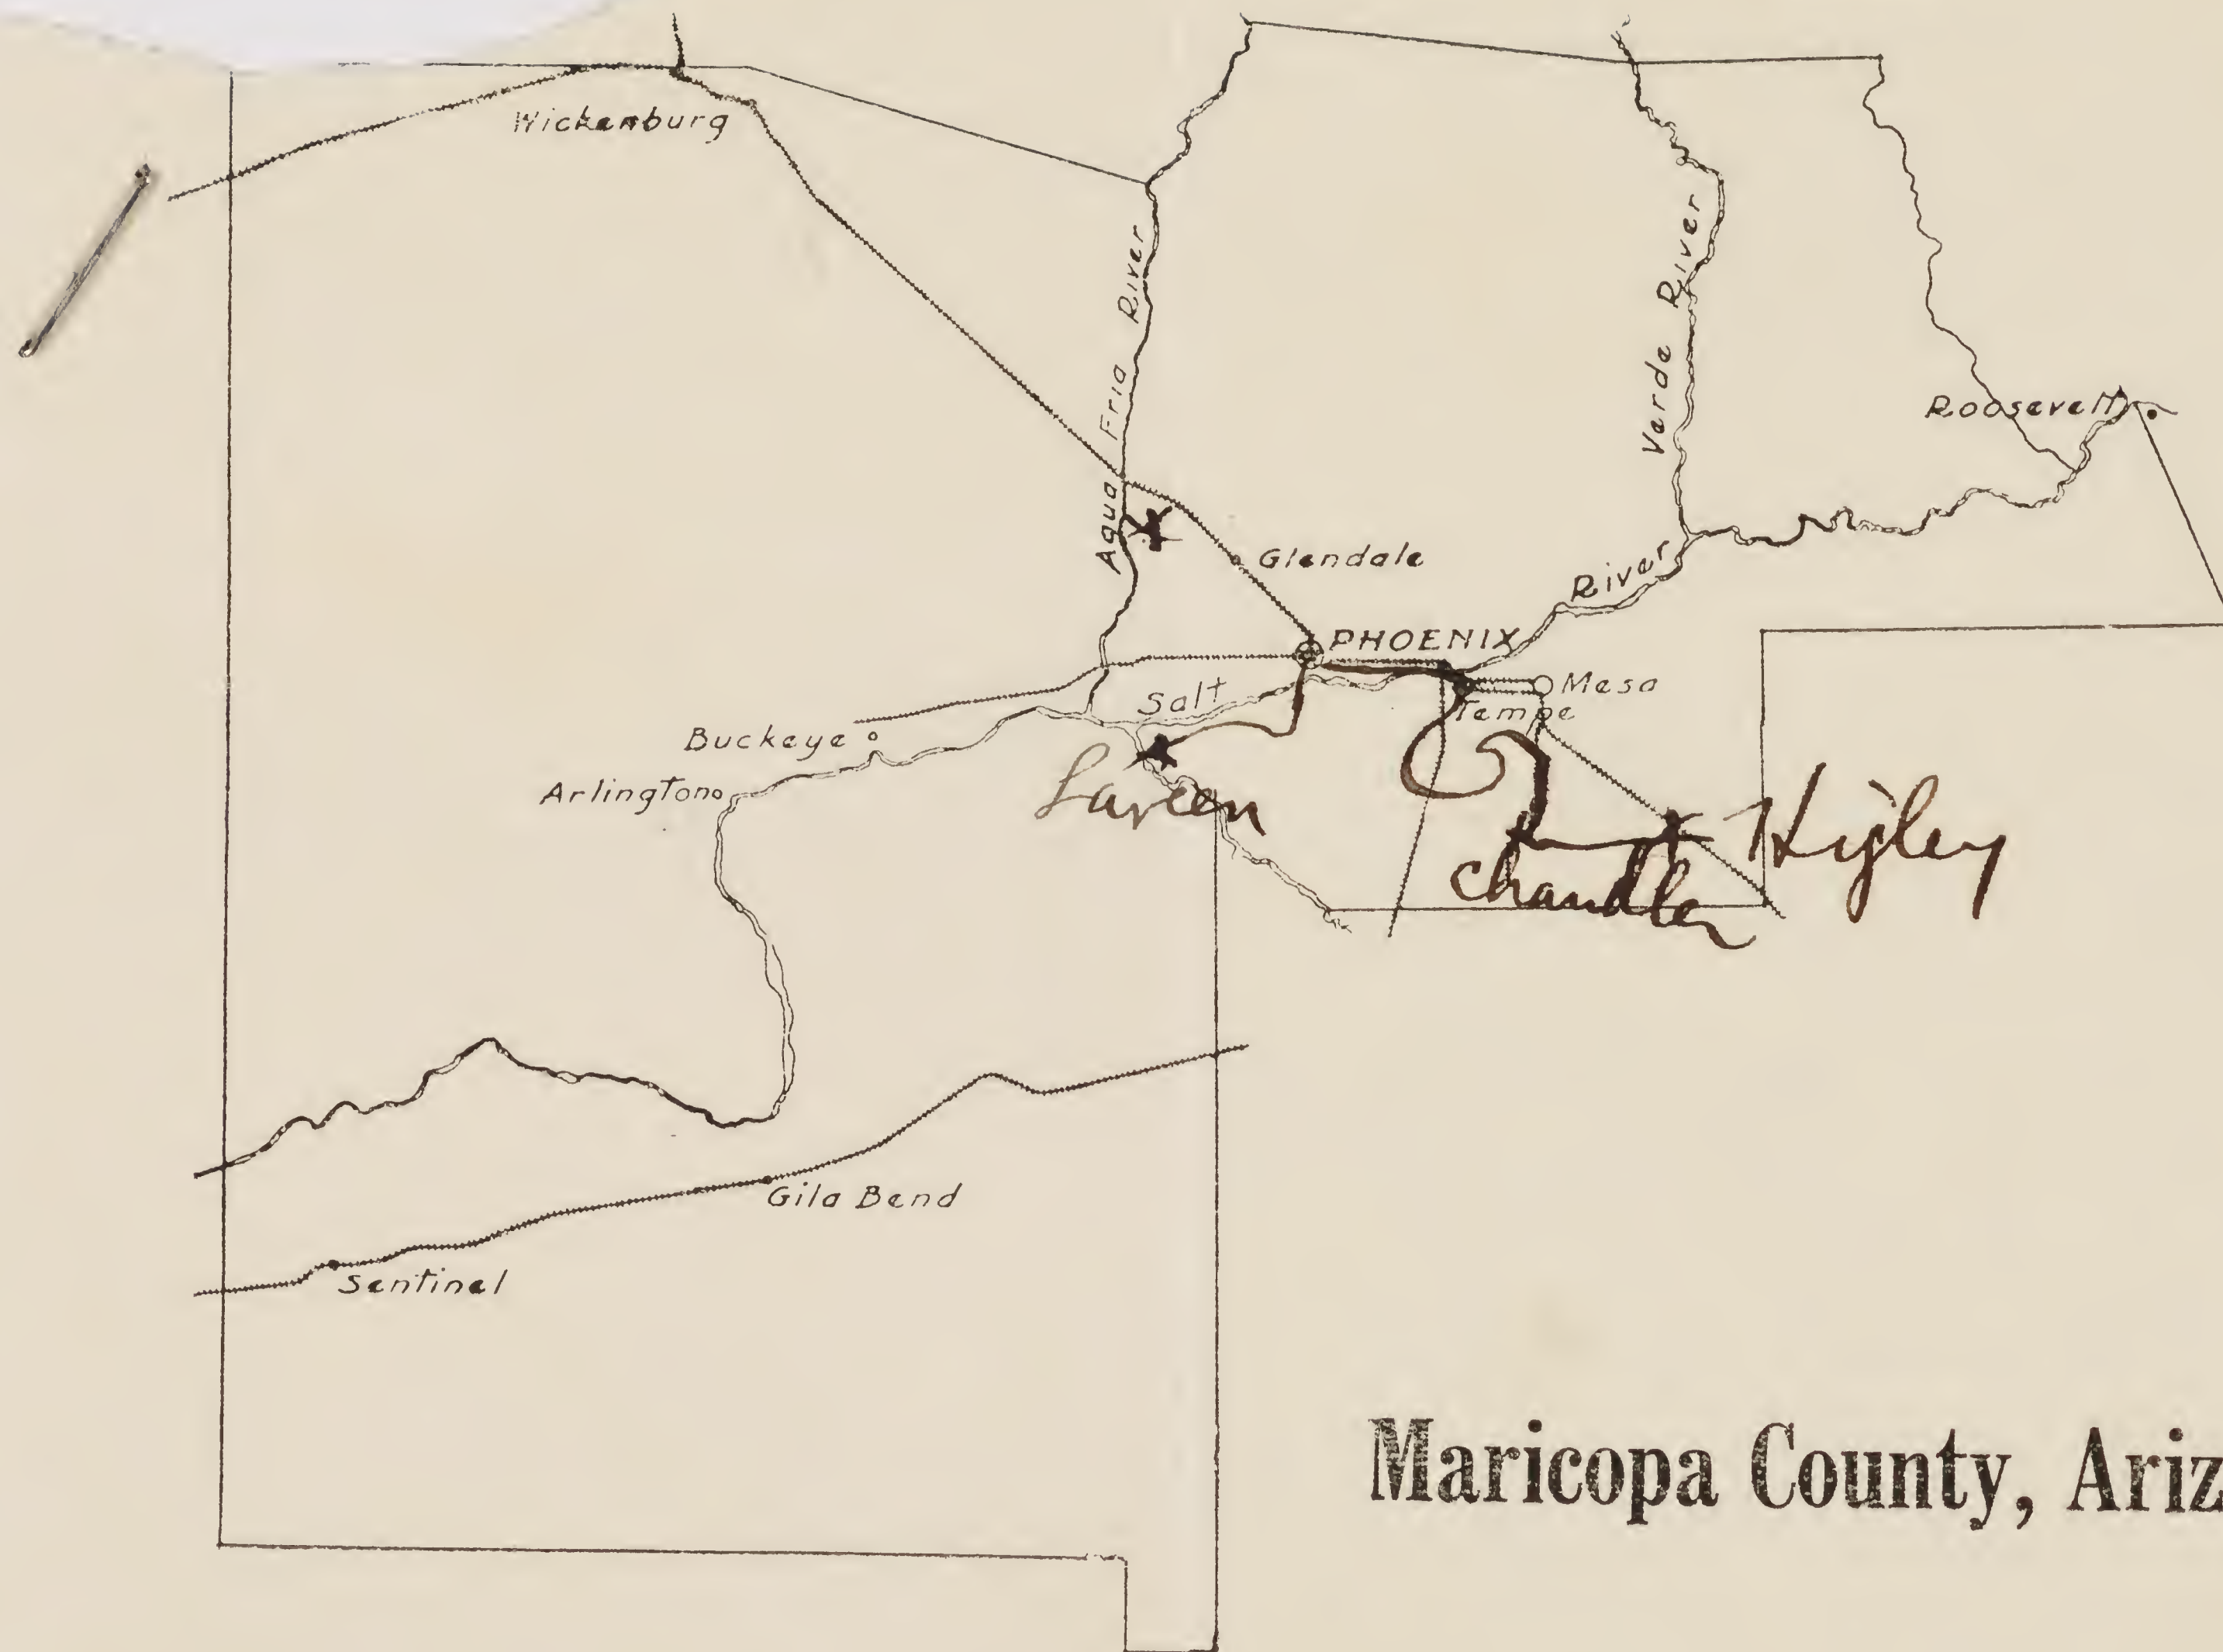 Wickenburg
Agua Fria River
Verde River
Roosevelt
Glendale
River
PHOENIX
Salt
Mesa
Tempe
Buckeye
Arlington
Laveen
Higley
Chandler
Gila Bend
Sentinel
Maricopa County, Ariz